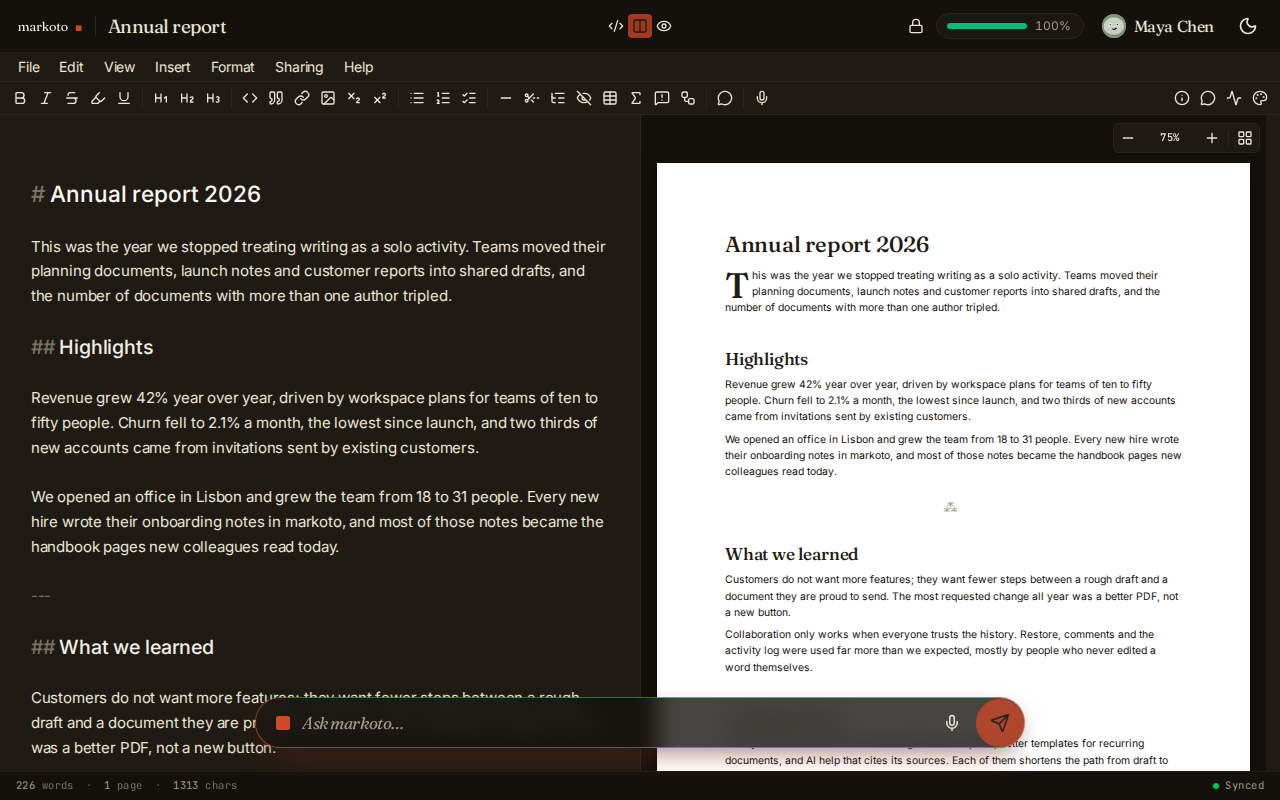 markoto
Annual report
100%
Maya Chen
File Edit View Insert Format Sharing Help
B I S U H1 H2 H3 X2 X2
75%
# Annual report 2026
This was the year we stopped treating writing as a solo activity. Teams moved their
planning documents, launch notes and customer reports into shared drafts, and
the number of documents with more than one author tripled.
## Highlights
Revenue grew 42% year over year, driven by workspace plans for teams of ten to
fifty people. Churn fell to 2.1% a month, the lowest since launch, and two thirds of
new accounts came from invitations sent by existing customers.
We opened an office in Lisbon and grew the team from 18 to 31 people. Every new
hire wrote their onboarding notes in markoto, and most of those notes became the
handbook pages new colleagues read today.
---
## What we learned
Customers do not want more features; they want fewer steps between a rough
draft and a document they are
was a better PDF, not a new button.
Annual report 2026
This was the year we stopped treating writing as a solo activity. Teams moved their
planning documents, launch notes and customer reports into shared drafts, and the
number of documents with more than one author tripled.
Highlights
Revenue grew 42% year over year, driven by workspace plans for teams of ten to fifty
people. Churn fell to 2.1% a month, the lowest since launch, and two thirds of new accounts
came from invitations sent by existing customers.
We opened an office in Lisbon and grew the team from 18 to 31 people. Every new hire wrote
their onboarding notes in markoto, and most of those notes became the handbook pages new
colleagues read today.
⁂
What we learned
Customers do not want more features; they want fewer steps between a rough draft and a
document they are proud to send. The most requested change all year was a better PDF, not
a new button.
Collaboration only works when everyone trusts the history. Restore, comments and the
activity log were used far more than we expected, mostly by people who never edited a
word themselves.
templates for recurring
documents, and AI help that cites its sources. Each of them shortens the path from draft to
Ask markoto...
226 words · 1 page · 1313 chars
Synced